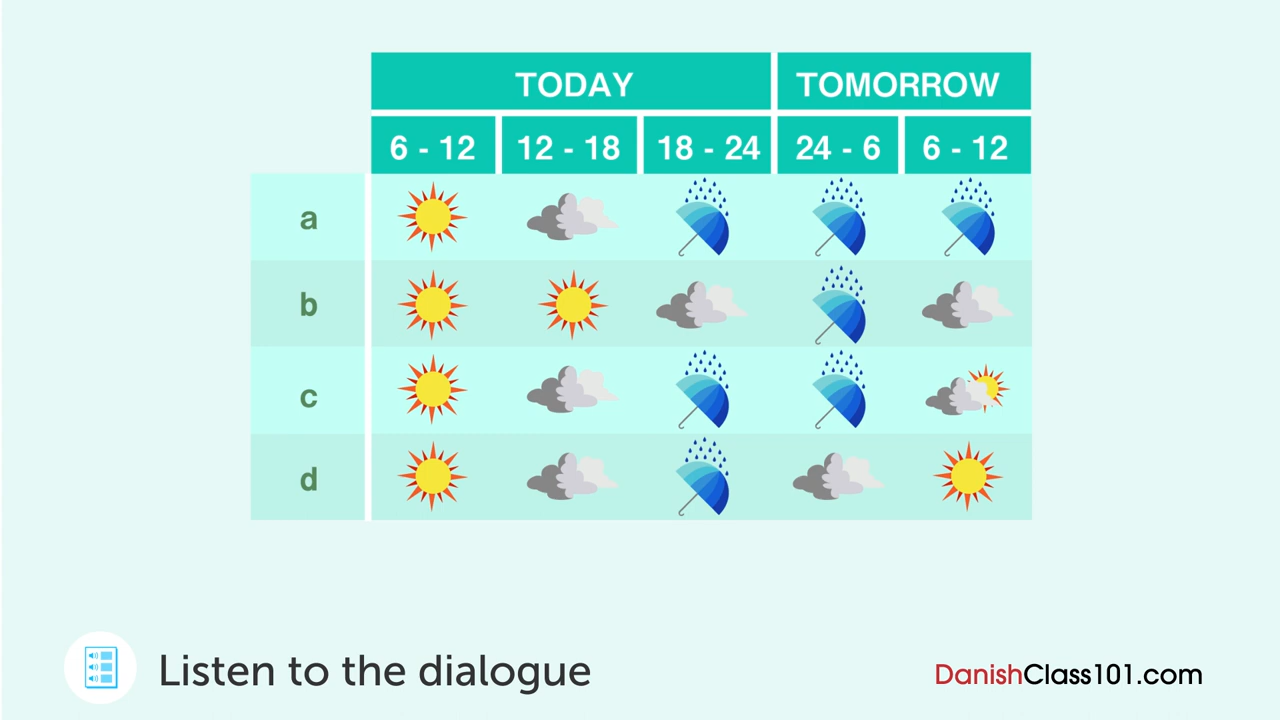 TODAY TOMORROW
6 - 12 12 - 18 18 - 24 24 - 6 6 - 12
a
b
c
d
Listen to the dialogue
DanishClass101.com